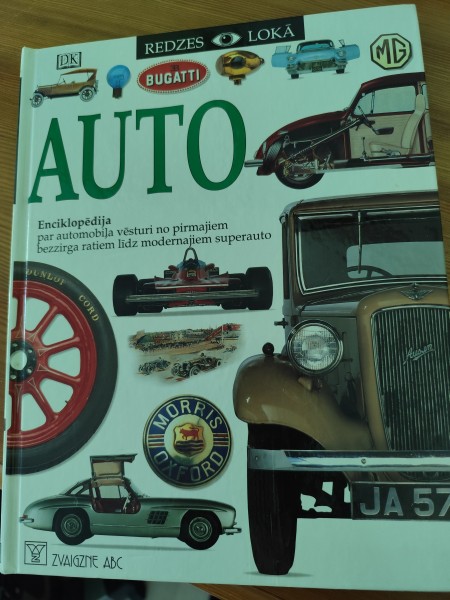 DK
REDZES LOKĀ
BUGATTI
MG
AUTO
Enciklopēdija
par automobiļa vēsturi no pirmajiem
bezzirga ratiem līdz modernajiem superauto
DUNLOP CORD
Austin
MORRIS
OXFORD
JA 57
ZVAIGZNE ABC